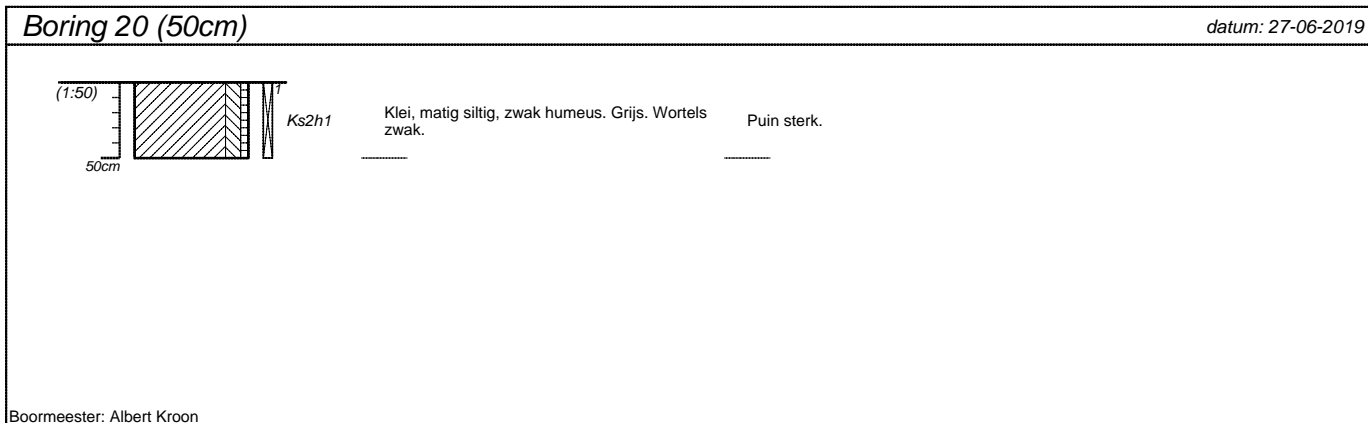 Boring 20 (50cm)
datum: 27-06-2019
(1:50)
1
Ks2h1
Klei, matig siltig, zwak humeus. Grijs. Wortels
zwak.
Puin sterk.
50cm
Boormeester: Albert Kroon